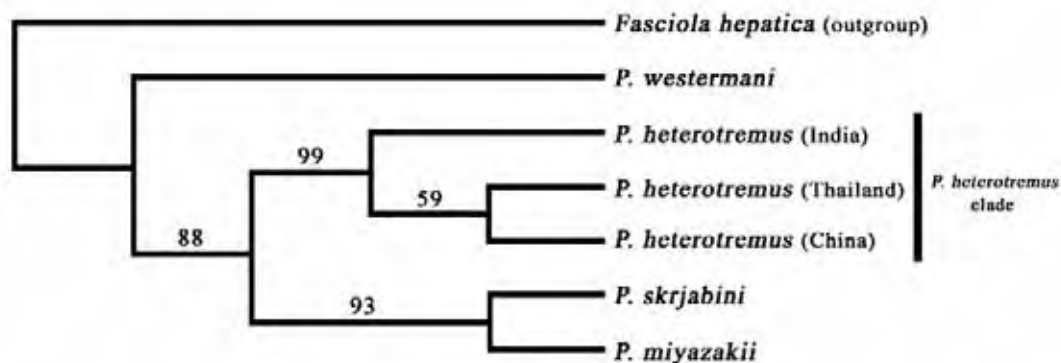 Fasciola hepatica (outgroup)
P. westermani
99
P. heterotremus (India)
59
P. heterotremus (Thailand)
P. heterotremus
clade
88
P. heterotremus (China)
93
P. skrjabini
P. miyazakii